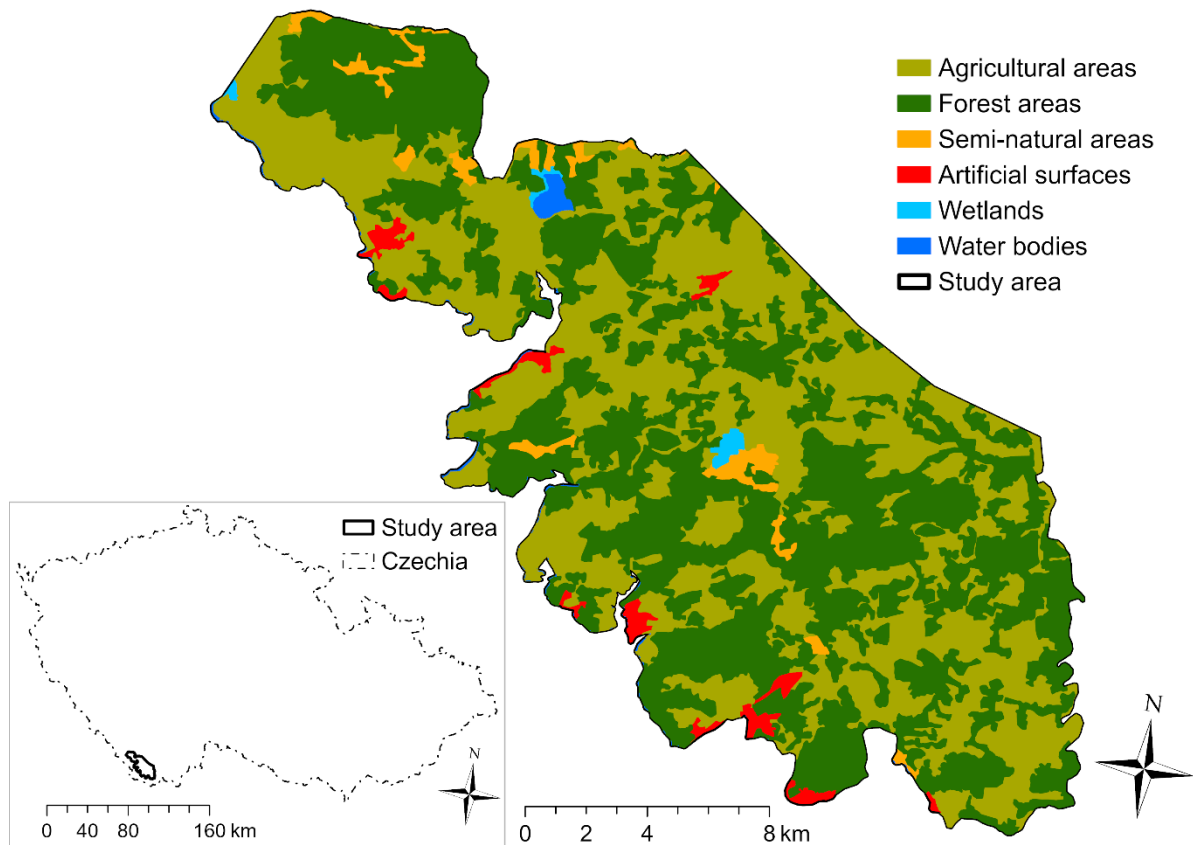 Agricultural areas
Forest areas
Semi-natural areas
Artificial surfaces
Wetlands
Water bodies
Study area
Study area
Czechia
N
0 40 80 160 km
N
0 2 4 8 km